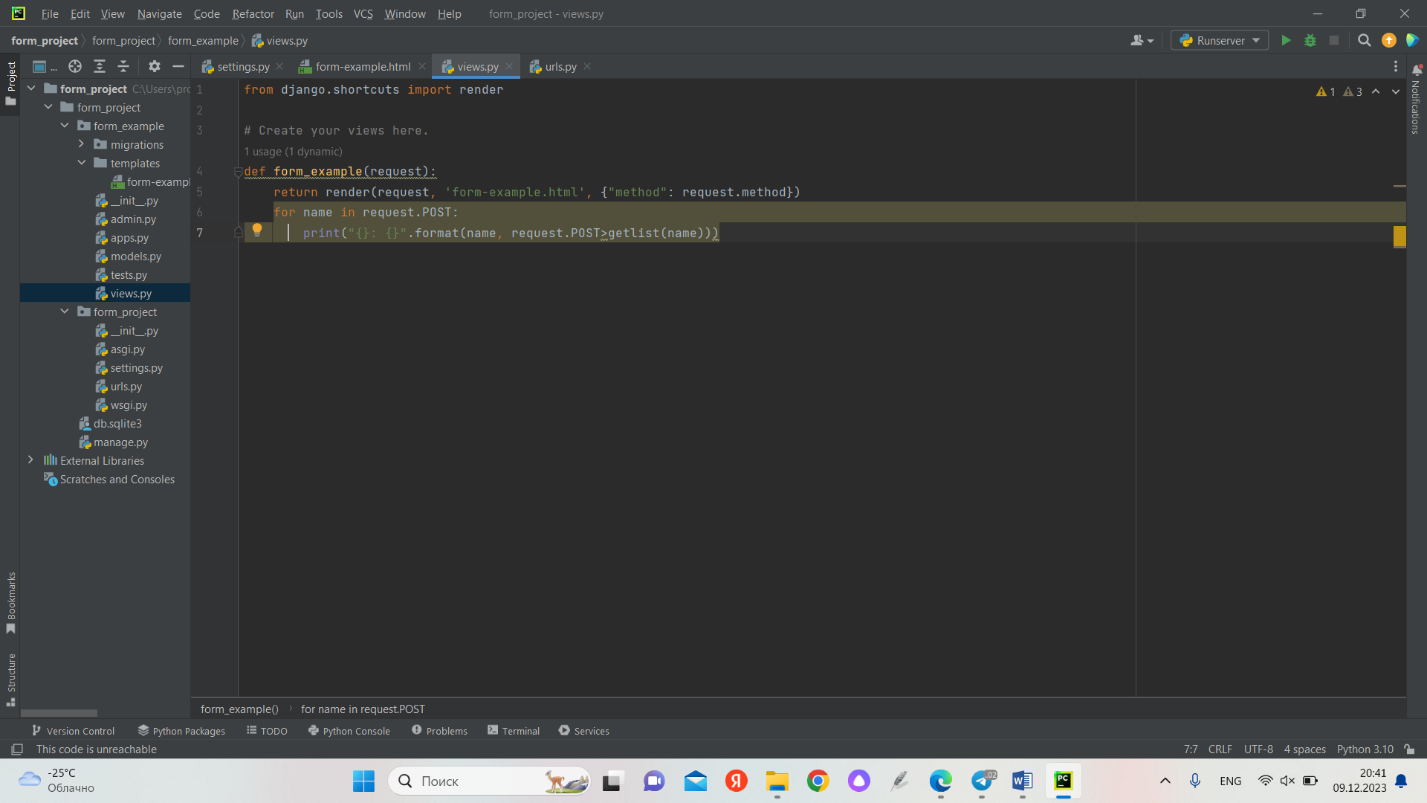 File Edit View Navigate Code Refactor Run Tools VCS Window Help form_project - views.py
form_project form_project form_example views.py
Runserver
Project
...
settings.py form-example.html views.py urls.py
form_project C:\Users\pro
form_project
form_example
migrations
templates
form-exampl
__init__.py
admin.py
apps.py
models.py
tests.py
views.py
form_project
__init__.py
asgi.py
settings.py
urls.py
wsgi.py
db.sqlite3
manage.py
External Libraries
Scratches and Consoles
1 from django.shortcuts import render
2
3 # Create your views here.
1 usage (1 dynamic)
4 def form_example(request):
5 return render(request, 'form-example.html', {"method": request.method})
6 for name in request.POST:
7 print("{}: {}".format(name, request.POST>getlist(name)))
1 3
Notifications
Bookmarks
Structure
form_example() for name in request.POST
Version Control Python Packages TODO Python Console Problems Terminal Services
This code is unreachable 7:7 CRLF UTF-8 4 spaces Python 3.10
-25°C
Облачно
Поиск
ENG
20:41
09.12.2023